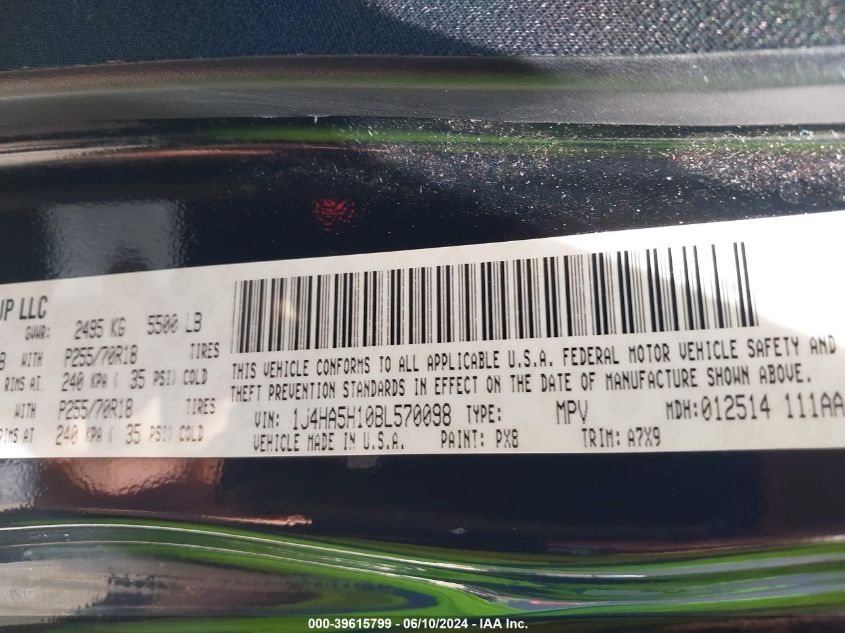 UP LLC
GVWR: 2495 KG 5500 LB
B WITH P255/70R18 TIRES
RIMS AT 240 KPA ( 35 PSI) COLD
WITH P255/70R18 TIRES
RIMS AT 240 KPA ( 35 PSI) COLD
THIS VEHICLE CONFORMS TO ALL APPLICABLE U.S.A. FEDERAL MOTOR VEHICLE SAFETY AND
THEFT PREVENTION STANDARDS IN EFFECT ON THE DATE OF MANUFACTURE SHOWN ABOVE.
VIN: 1J4HA5H10BL570098 TYPE: MPV MDH:012514 111AA
VEHICLE MADE IN U.S.A. PAINT: PX8 TRIM: A7X9
000-39615799 - 06/10/2024 - IAA Inc.